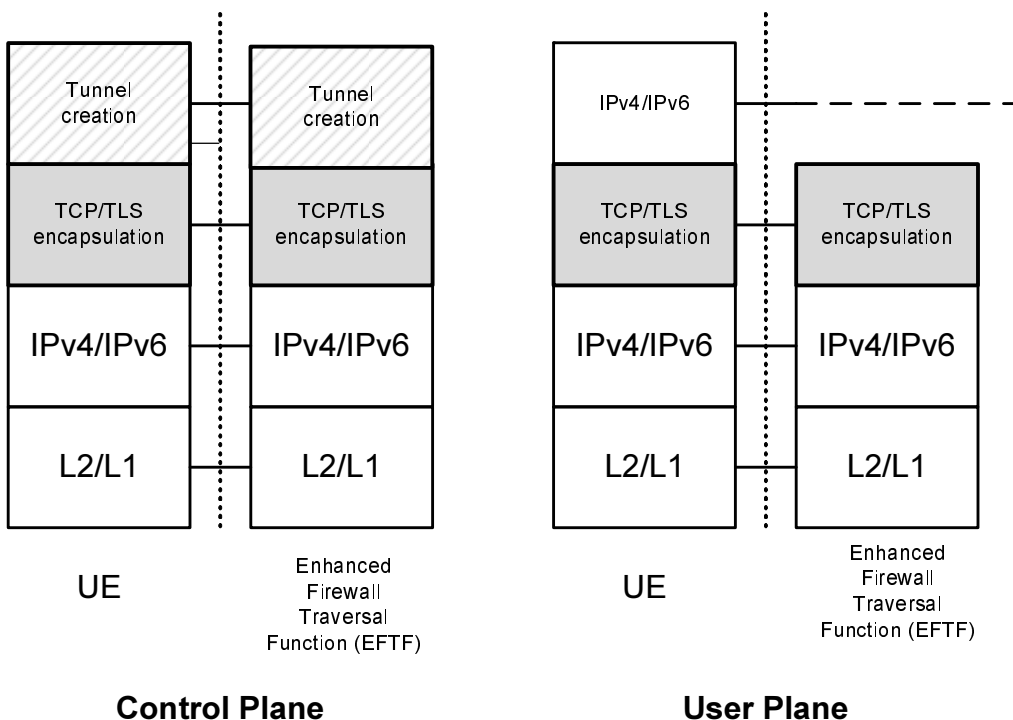 Tunnel
creation
Tunnel
creation
TCP/TLS
encapsulation
TCP/TLS
encapsulation
IPv4/IPv6
IPv4/IPv6
L2/L1
L2/L1
UE
Enhanced
Firewall
Traversal
Function (EFTF)
Control Plane
IPv4/IPv6
TCP/TLS
encapsulation
TCP/TLS
encapsulation
IPv4/IPv6
IPv4/IPv6
L2/L1
L2/L1
UE
Enhanced
Firewall
Traversal
Function (EFTF)
User Plane